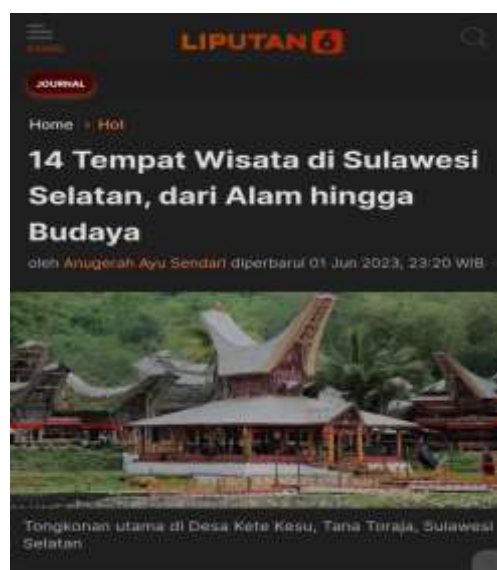 LIPUTAN 6
JOURNAL
Home › Hot
14 Tempat Wisata di Sulawesi
Selatan, dari Alam hingga
Budaya
oleh Anugerah Ayu Sendari diperbarui 01 Jun 2023, 23:20 WIB
Tongkonan utama di Desa Kete Kesu, Tana Toraja, Sulawesi
Selatan